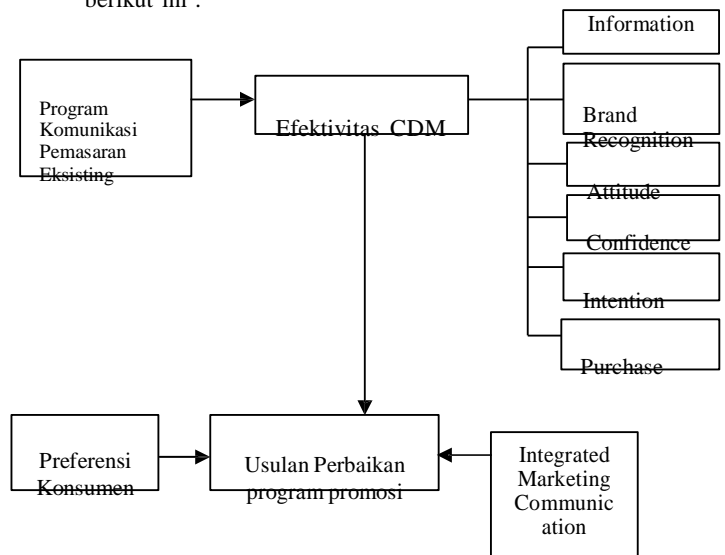 berikut ini :
Information
Program
Komunikasi
Pemasaran
Eksisting
Efektivitas CDM
Brand
Recognition
Attitude
Confidence
Intention
Purchase
Preferensi
Konsumen
Usulan Perbaikan
program promosi
Integrated
Marketing
Communic
ation